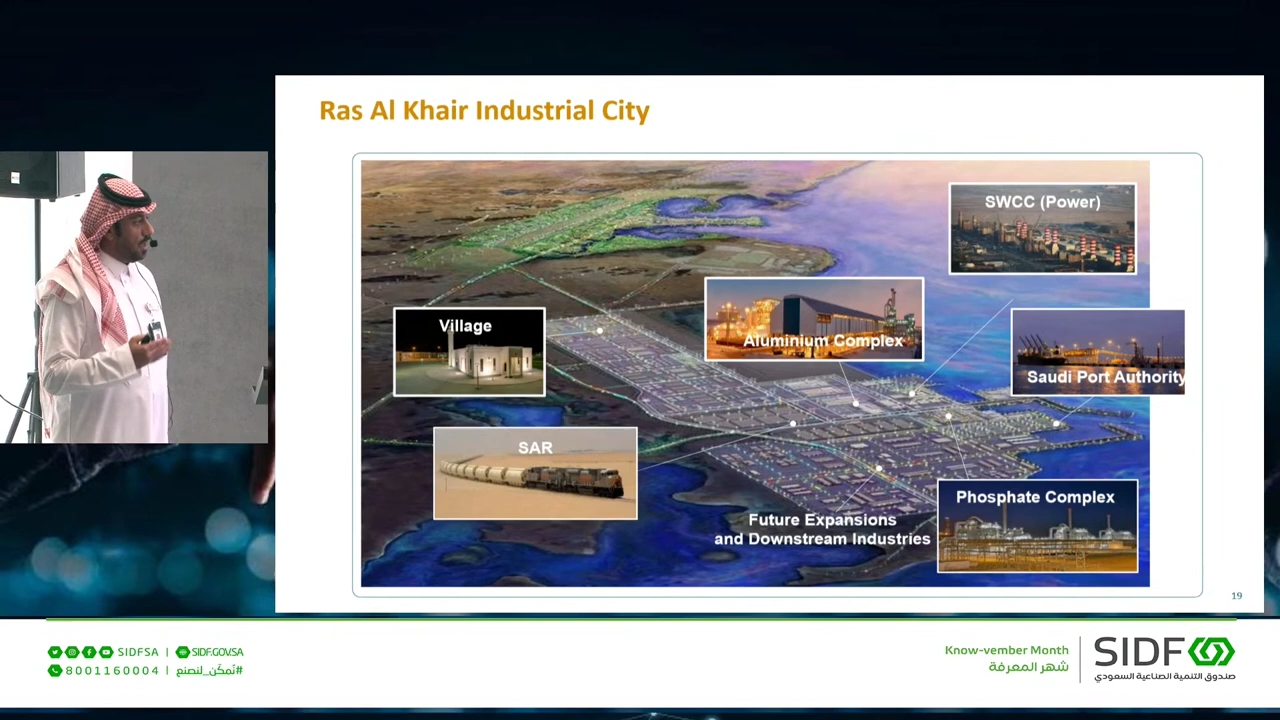 Ras Al Khair Industrial City
SWCC (Power)
Village
Aluminium Complex
Saudi Port Authority
SAR
Phosphate Complex
Future Expansions
and Downstream Industries
19
SIDFSA | SIDF.GOV.SA
8001160004 | #نُمكّن_لنصنع
Know-vember Month
شهر المعرفة
SIDF
صندوق التنمية الصناعية السعودي